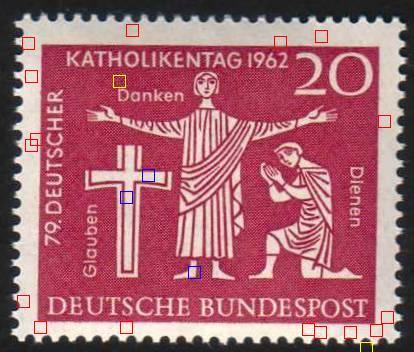 KATHOLIKENTAG 1962
20
79. DEUTSCHER
Danken
Glauben
Dienen
DEUTSCHE BUNDESPOST